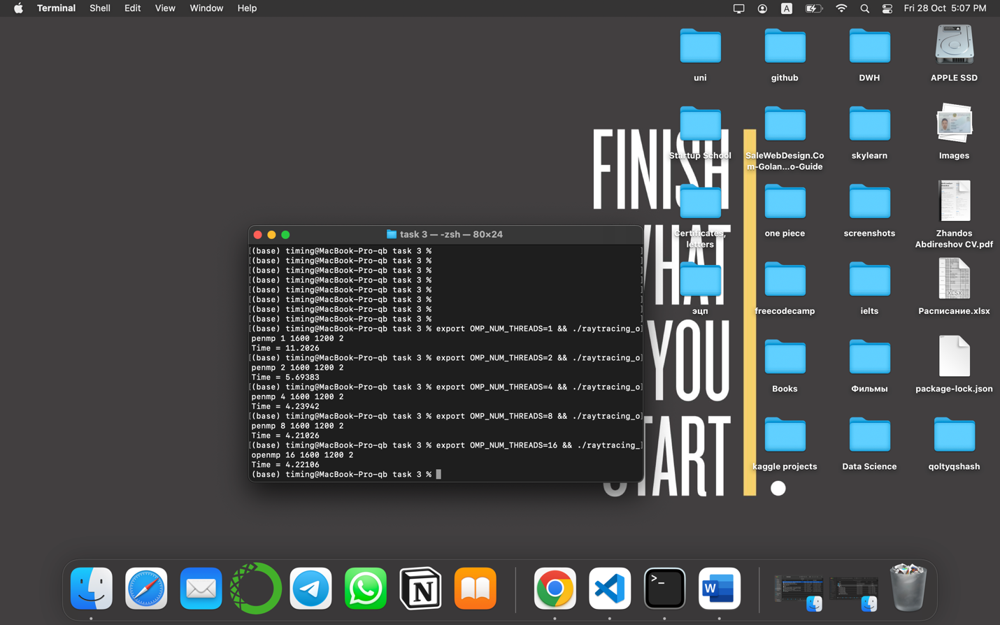 Terminal Shell Edit View Window Help
A
Fri 28 Oct 5:07 PM
uni
github
DWH
APPLE SSD
Startup School
SaleWebDesign.Co
m-Golan...o-Guide
skylearn
Images
Certificates,
letters
one piece
screenshots
Zhandos
Abdireshov CV.pdf
эцп
freecodecamp
ielts
XLSX
Расписание.xlsx
Books
Фильмы
package-lock.json
kaggle projects
Data Science
qoltyqshash
FINISH
WHAT
YOU
START
task 3 — -zsh — 80×24
[(base) timing@MacBook-Pro-qb task 3 % ]
[(base) timing@MacBook-Pro-qb task 3 % ]
[(base) timing@MacBook-Pro-qb task 3 % ]
[(base) timing@MacBook-Pro-qb task 3 % ]
[(base) timing@MacBook-Pro-qb task 3 % ]
[(base) timing@MacBook-Pro-qb task 3 % ]
[(base) timing@MacBook-Pro-qb task 3 % ]
[(base) timing@MacBook-Pro-qb task 3 % ]
[(base) timing@MacBook-Pro-qb task 3 % export OMP_NUM_THREADS=1 && ./raytracing_o]
penmp 1 1600 1200 2
Time = 11.2026
[(base) timing@MacBook-Pro-qb task 3 % export OMP_NUM_THREADS=2 && ./raytracing_o]
penmp 2 1600 1200 2
Time = 5.69383
[(base) timing@MacBook-Pro-qb task 3 % export OMP_NUM_THREADS=4 && ./raytracing_o]
penmp 4 1600 1200 2
Time = 4.23942
[(base) timing@MacBook-Pro-qb task 3 % export OMP_NUM_THREADS=8 && ./raytracing_o]
penmp 8 1600 1200 2
Time = 4.21026
[(base) timing@MacBook-Pro-qb task 3 % export OMP_NUM_THREADS=16 && ./raytracing_]
openmp 16 1600 1200 2
Time = 4.22106
(base) timing@MacBook-Pro-qb task 3 %
N
>_
W